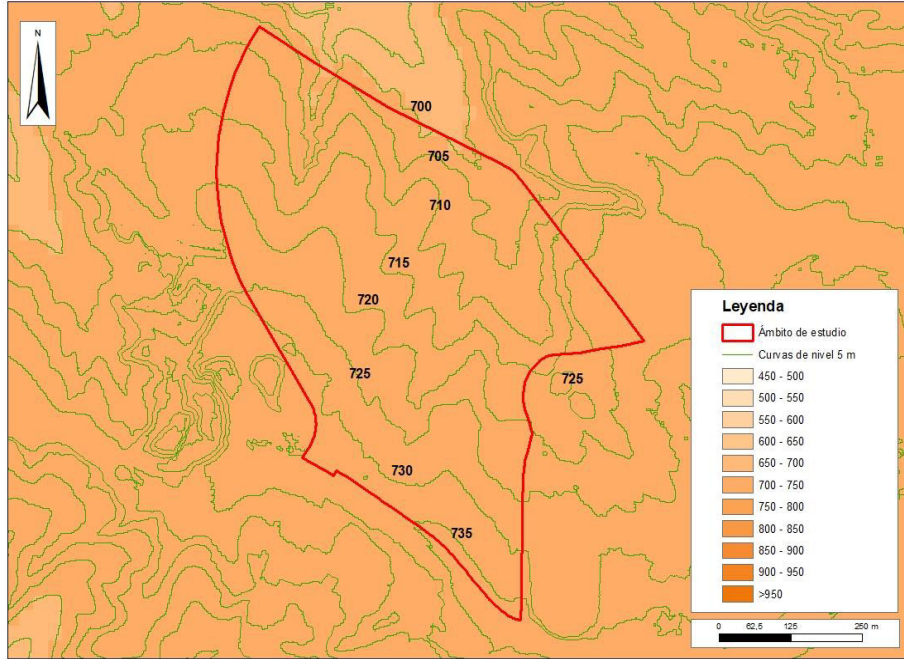 N
700
705
710
715
720
725
725
730
735
Leyenda
Ámbito de estudio
Curvas de nivel 5 m
450 - 500
500 - 550
550 - 600
600 - 650
650 - 700
700 - 750
750 - 800
800 - 850
850 - 900
900 - 950
>950
0 62,5 125 250 m